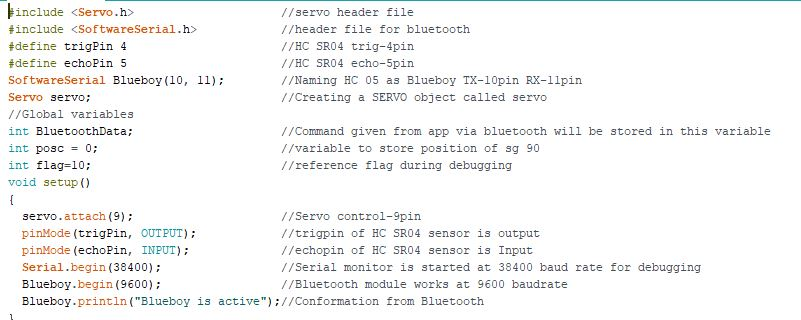 #include <Servo.h> //servo header file
#include <SoftwareSerial.h> //header file for bluetooth
#define trigPin 4 //HC SR04 trig-4pin
#define echoPin 5 //HC SR04 echo-5pin
SoftwareSerial Blueboy(10, 11); //Naming HC 05 as Blueboy TX-10pin RX-11pin
Servo servo; //Creating a SERVO object called servo
//Global variables
int BluetoothData; //Command given from app via bluetooth will be stored in this variable
int posc = 0; //variable to store position of sg 90
int flag=10; //reference flag during debugging
void setup()
{
servo.attach(9); //Servo control-9pin
pinMode(trigPin, OUTPUT); //trigpin of HC SR04 sensor is output
pinMode(echoPin, INPUT); //echopin of HC SR04 sensor is Input
Serial.begin(38400); //Serial monitor is started at 38400 baud rate for debugging
Blueboy.begin(9600); //Bluetooth module works at 9600 baudrate
Blueboy.println("Blueboy is active");//Conformation from Bluetooth
}